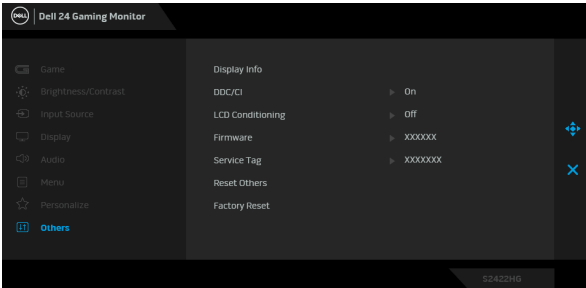 DELL
Dell 24 Gaming Monitor
Game
Brightness/Contrast
Input Source
Display
Audio
Menu
Personalize
Others
Display Info
DDC/CI On
LCD Conditioning Off
Firmware XXXXXX
Service Tag XXXXXXX
Reset Others
Factory Reset
S2422HG